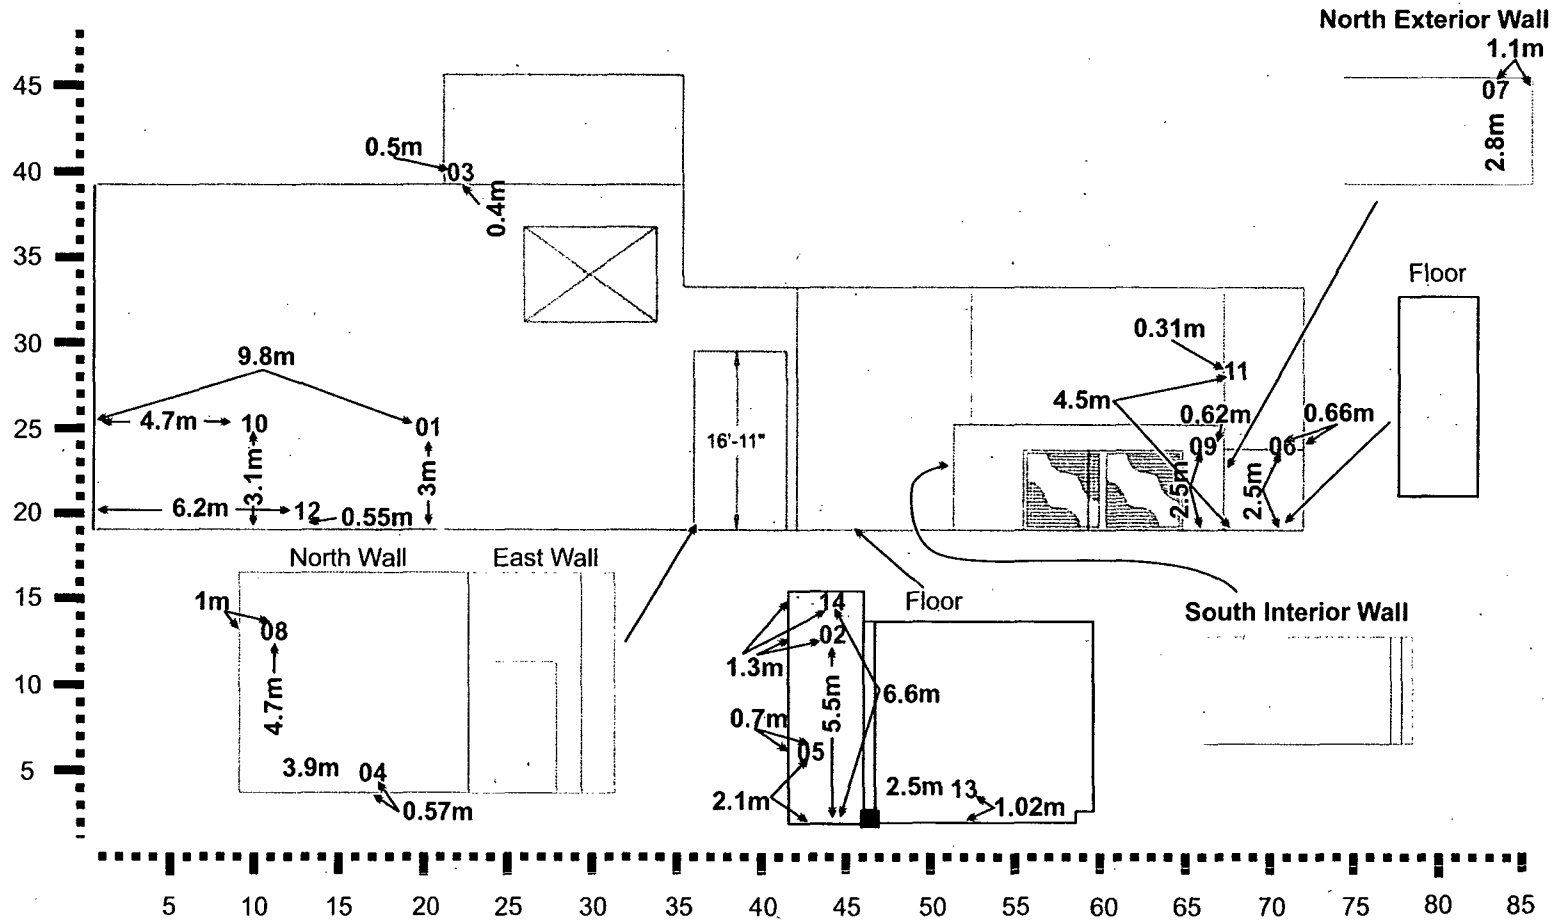 North Exterior Wall
1.1m
45
07
2.8m
0.5m
40
03
0.4m
35
Floor
30
0.31m
9.8m
11
4.5m
25
4.7m
10
01
16'-11"
0.62m
0.66m
09
06
3.1m
3m
2.5m
2.5m
20
6.2m
12
0.55m
North Wall
East Wall
15
1m
08
14
Floor
South Interior Wall
02
1.3m
10
4.7m
5.5m
6.6m
0.7m
05
5
3.9m
04
2.5m
13
2.1m
1.02m
0.57m
5 10 15 20 25 30 35 40 45 50 55 60 65 70 75 80 85